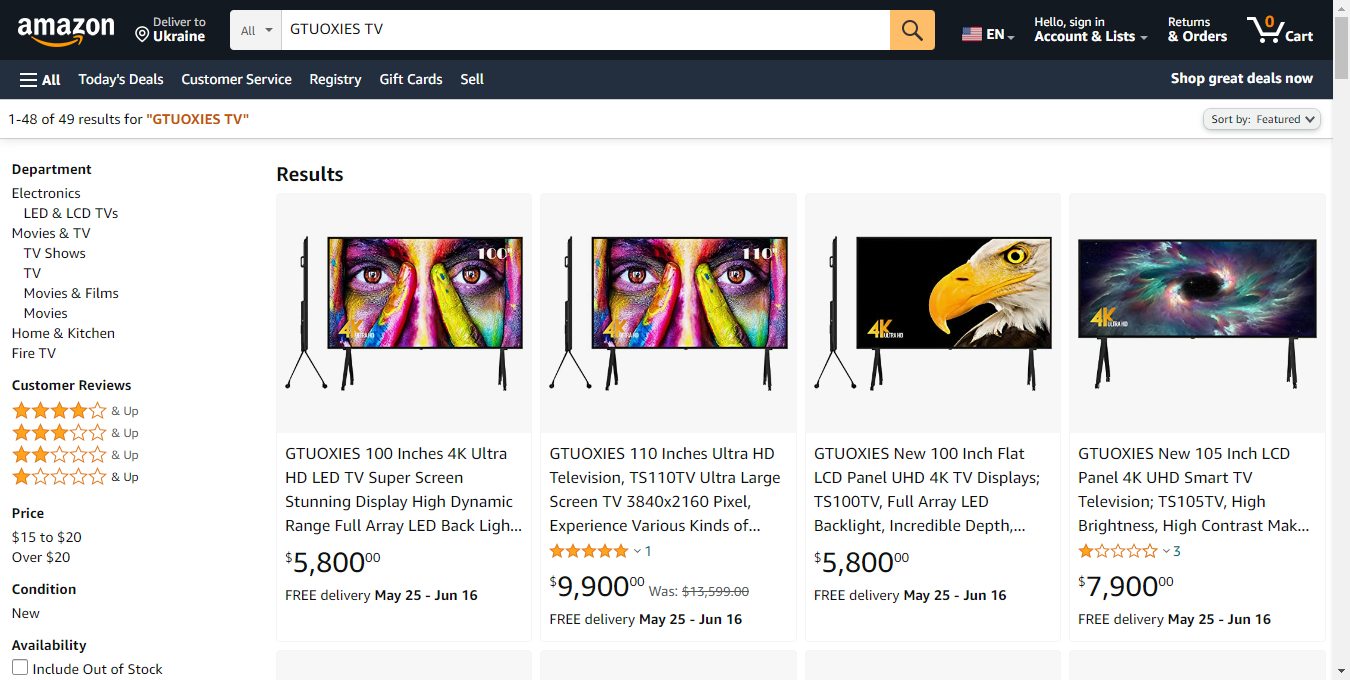 amazon
Deliver to
Ukraine
All
GTUOXIES TV
EN
Hello, sign in
Account & Lists
Returns
& Orders
0
Cart
All
Today's Deals
Customer Service
Registry
Gift Cards
Sell
Shop great deals now
1-48 of 49 results for "GTUOXIES TV"
Sort by: Featured
Department
Electronics
LED & LCD TVs
Movies & TV
TV Shows
TV
Movies & Films
Movies
Home & Kitchen
Fire TV
Customer Reviews
& Up
& Up
& Up
& Up
Price
$15 to $20
Over $20
Condition
New
Availability
Include Out of Stock
Results
100"
4K ULTRA HD
GTUOXIES 100 Inches 4K Ultra
HD LED TV Super Screen
Stunning Display High Dynamic
Range Full Array LED Back Ligh...
$5,80000
FREE delivery May 25 - Jun 16
110"
4K ULTRA HD
GTUOXIES 110 Inches Ultra HD
Television, TS110TV Ultra Large
Screen TV 3840x2160 Pixel,
Experience Various Kinds of...
1
$9,90000 Was: $13,599.00
FREE delivery May 25 - Jun 16
4K ULTRA HD
GTUOXIES New 100 Inch Flat
LCD Panel UHD 4K TV Displays;
TS100TV, Full Array LED
Backlight, Incredible Depth,...
$5,80000
FREE delivery May 25 - Jun 16
4K ULTRA HD
GTUOXIES New 105 Inch LCD
Panel 4K UHD Smart TV
Television; TS105TV, High
Brightness, High Contrast Mak...
3
$7,90000
FREE delivery May 25 - Jun 16